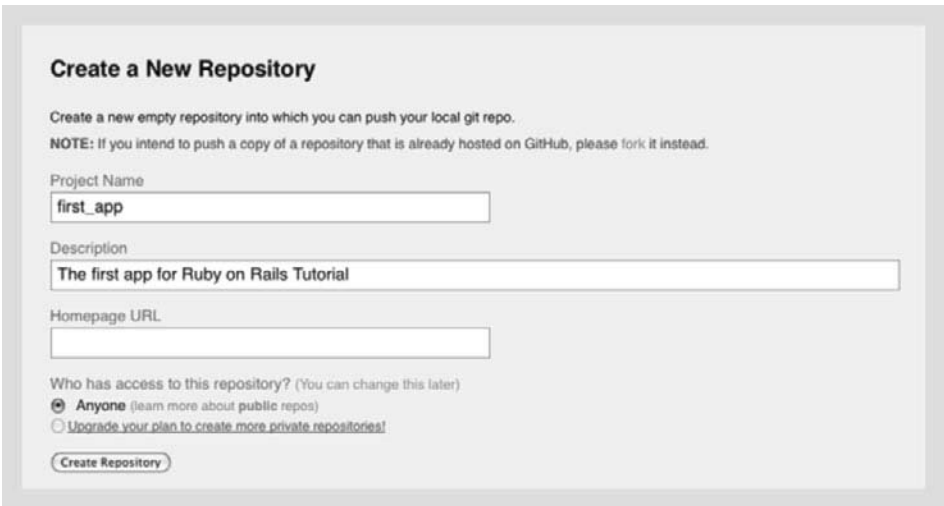 Create a New Repository
Create a new empty repository into which you can push your local git repo.
NOTE: If you intend to push a copy of a repository that is already hosted on GitHub, please fork it instead.
Project Name
first_app
Description
The first app for Ruby on Rails Tutorial
Homepage URL
Who has access to this repository? (You can change this later)
Anyone (learn more about public repos)
Upgrade your plan to create more private repositories!
Create Repository